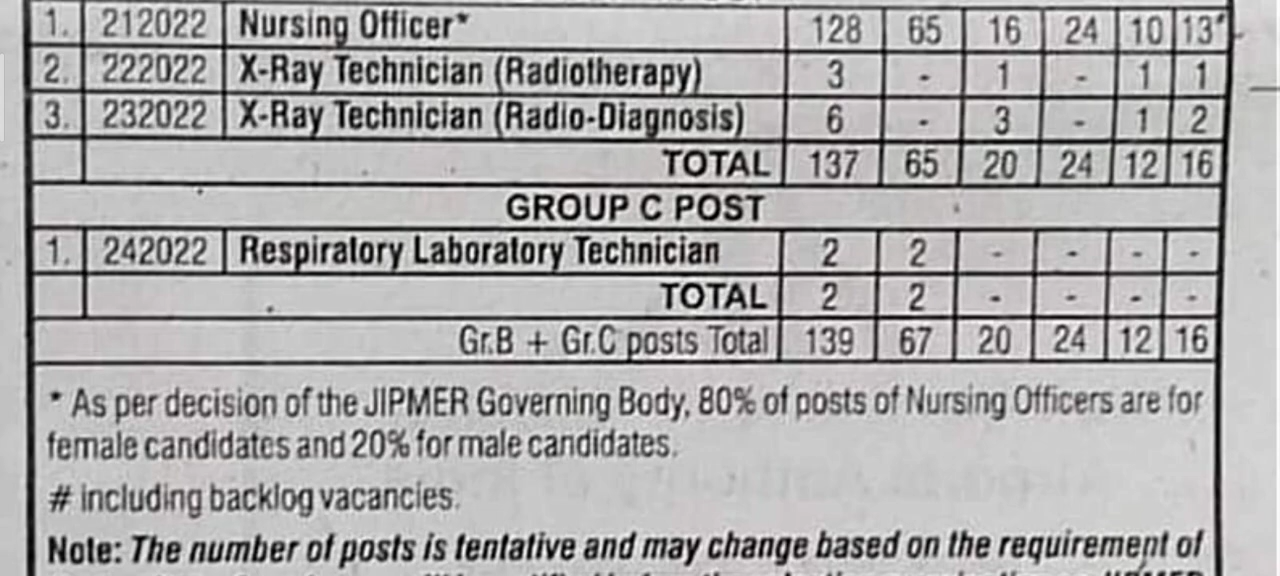 1. 212022 Nursing Officer* 128 65 16 24 10 13
2. 222022 X-Ray Technician (Radiotherapy) 3 - 1 - 1 1
3. 232022 X-Ray Technician (Radio-Diagnosis) 6 - 3 - 1 2
TOTAL 137 65 20 24 12 16
GROUP C POST
1. 242022 Respiratory Laboratory Technician 2 2 - - - -
TOTAL 2 2 - - - -
Gr.B + Gr.C posts Total 139 67 20 24 12 16
* As per decision of the JIPMER Governing Body, 80% of posts of Nursing Officers are for
female candidates and 20% for male candidates.
# including backlog vacancies.
Note: The number of posts is tentative and may change based on the requirement of